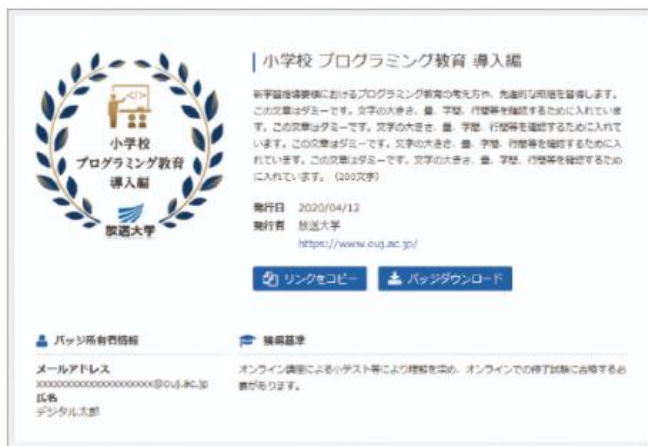 小学校
プログラミング教育
導入編
放送大学
小学校 プログラミング教育 導入編
新学習指導要領におけるプログラミング教育の考え方や、先進的な取組を習得します。
この文章はダミーです。文字の大きさ、量、字間、行間等を確認するために入れていま
す。この文章はダミーです。文字の大きさ、量、字間、行間等を確認するために入れて
います。この文章はダミーです。文字の大きさ、量、字間、行間等を確認するために入
れています。この文章はダミーです。文字の大きさ、量、字間、行間等を確認するため
に入れています。（200文字）
発行日 2020/04/12
発行者 放送大学
https://www.ouj.ac.jp/
リンクをコピー
バッジダウンロード
バッジ所有者情報
メールアドレス
xxxxxxxxxxxxxxxxxxxxx@ouj.ac.jp
氏名
デジタル太郎
獲得基準
オンライン講座による小テスト等により理解を深め、オンラインでの修了試験に合格する必
要があります。